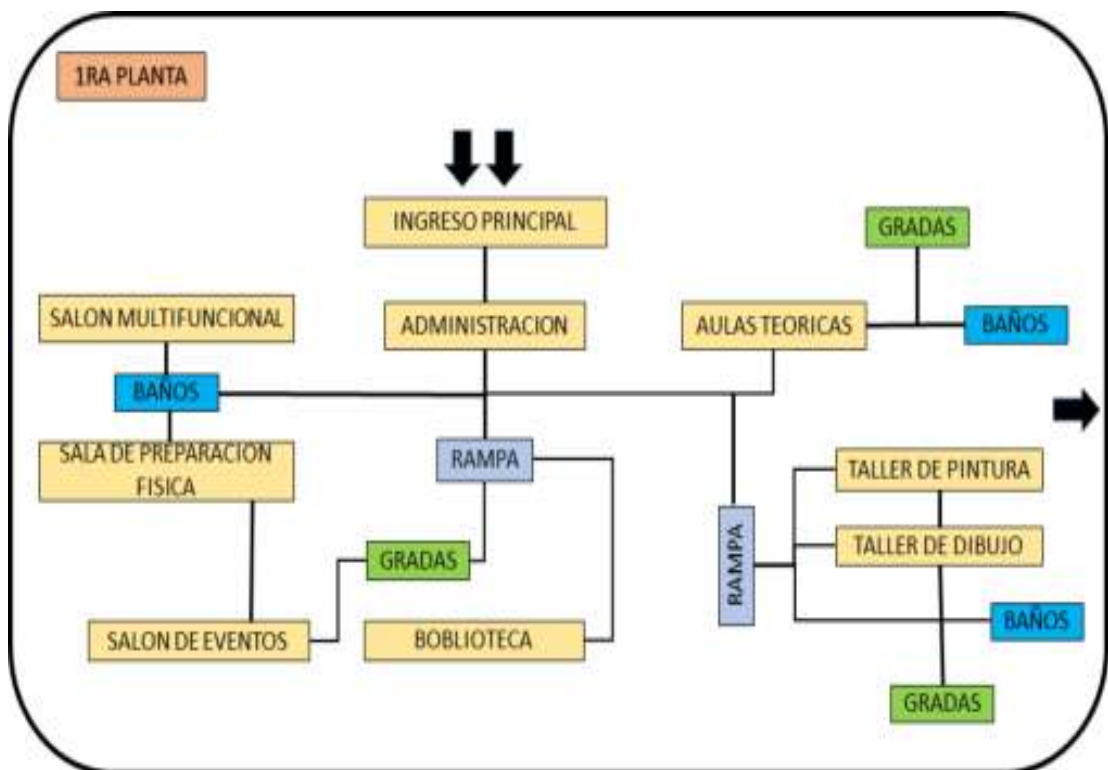 1RA PLANTA
INGRESO PRINCIPAL
GRADAS
SALON MULTIFUNCIONAL
ADMINISTRACION
AULAS TEORICAS
BAÑOS
BAÑOS
SALA DE PREPARACION
FISICA
RAMPA
TALLER DE PINTURA
GRADAS
RAMPA
TALLER DE DIBUJO
SALON DE EVENTOS
BOBLIOTECA
BAÑOS
GRADAS